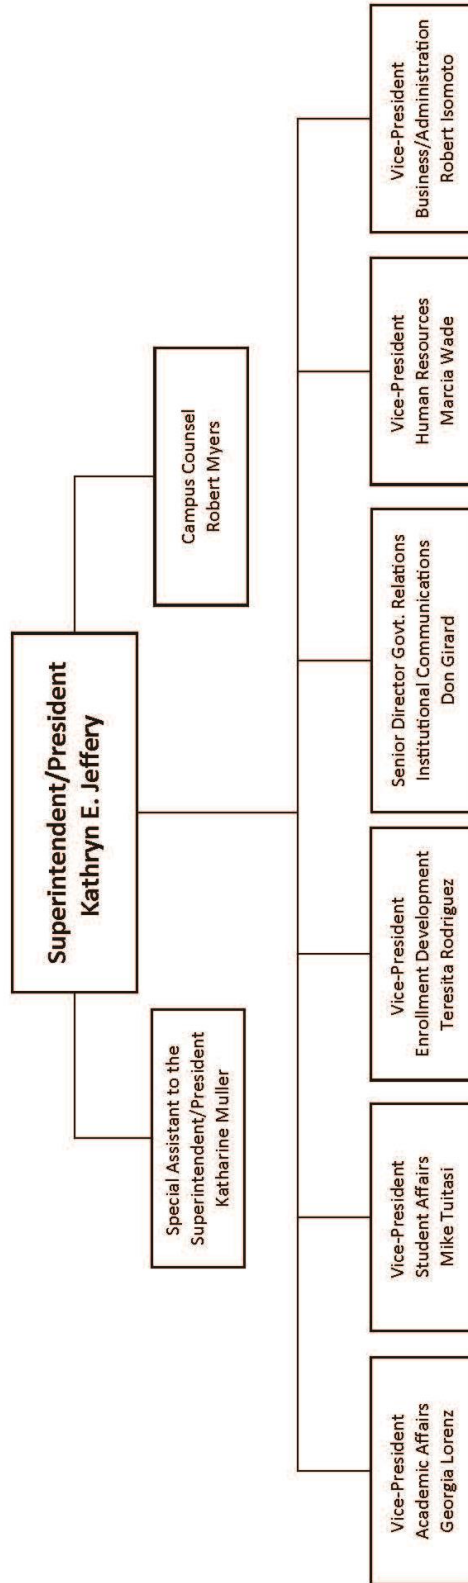 Superintendent/President
Kathryn E. Jeffery
Special Assistant to the
Superintendent/President
Katharine Muller
Campus Counsel
Robert Myers
Vice-President
Academic Affairs
Georgia Lorenz
Vice-President
Student Affairs
Mike Tuitasi
Vice-President
Enrollment Development
Teresita Rodriguez
Senior Director Govt. Relations
Institutional Communications
Don Girard
Vice-President
Human Resources
Marcia Wade
Vice-President
Business/Administration
Robert Isomoto